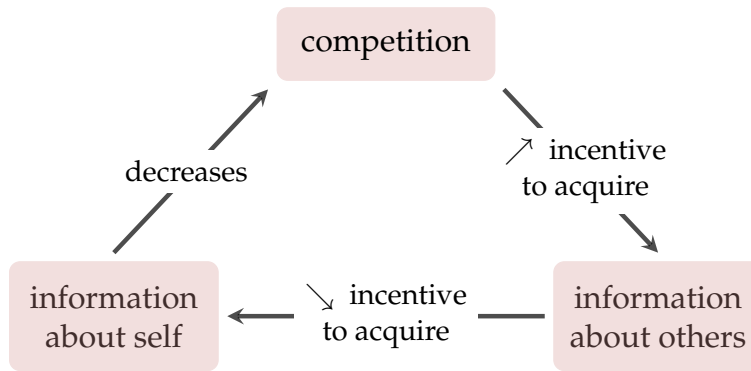 competition
decreases
↗ incentive
to acquire
information
about self
↘ incentive
to acquire
information
about others